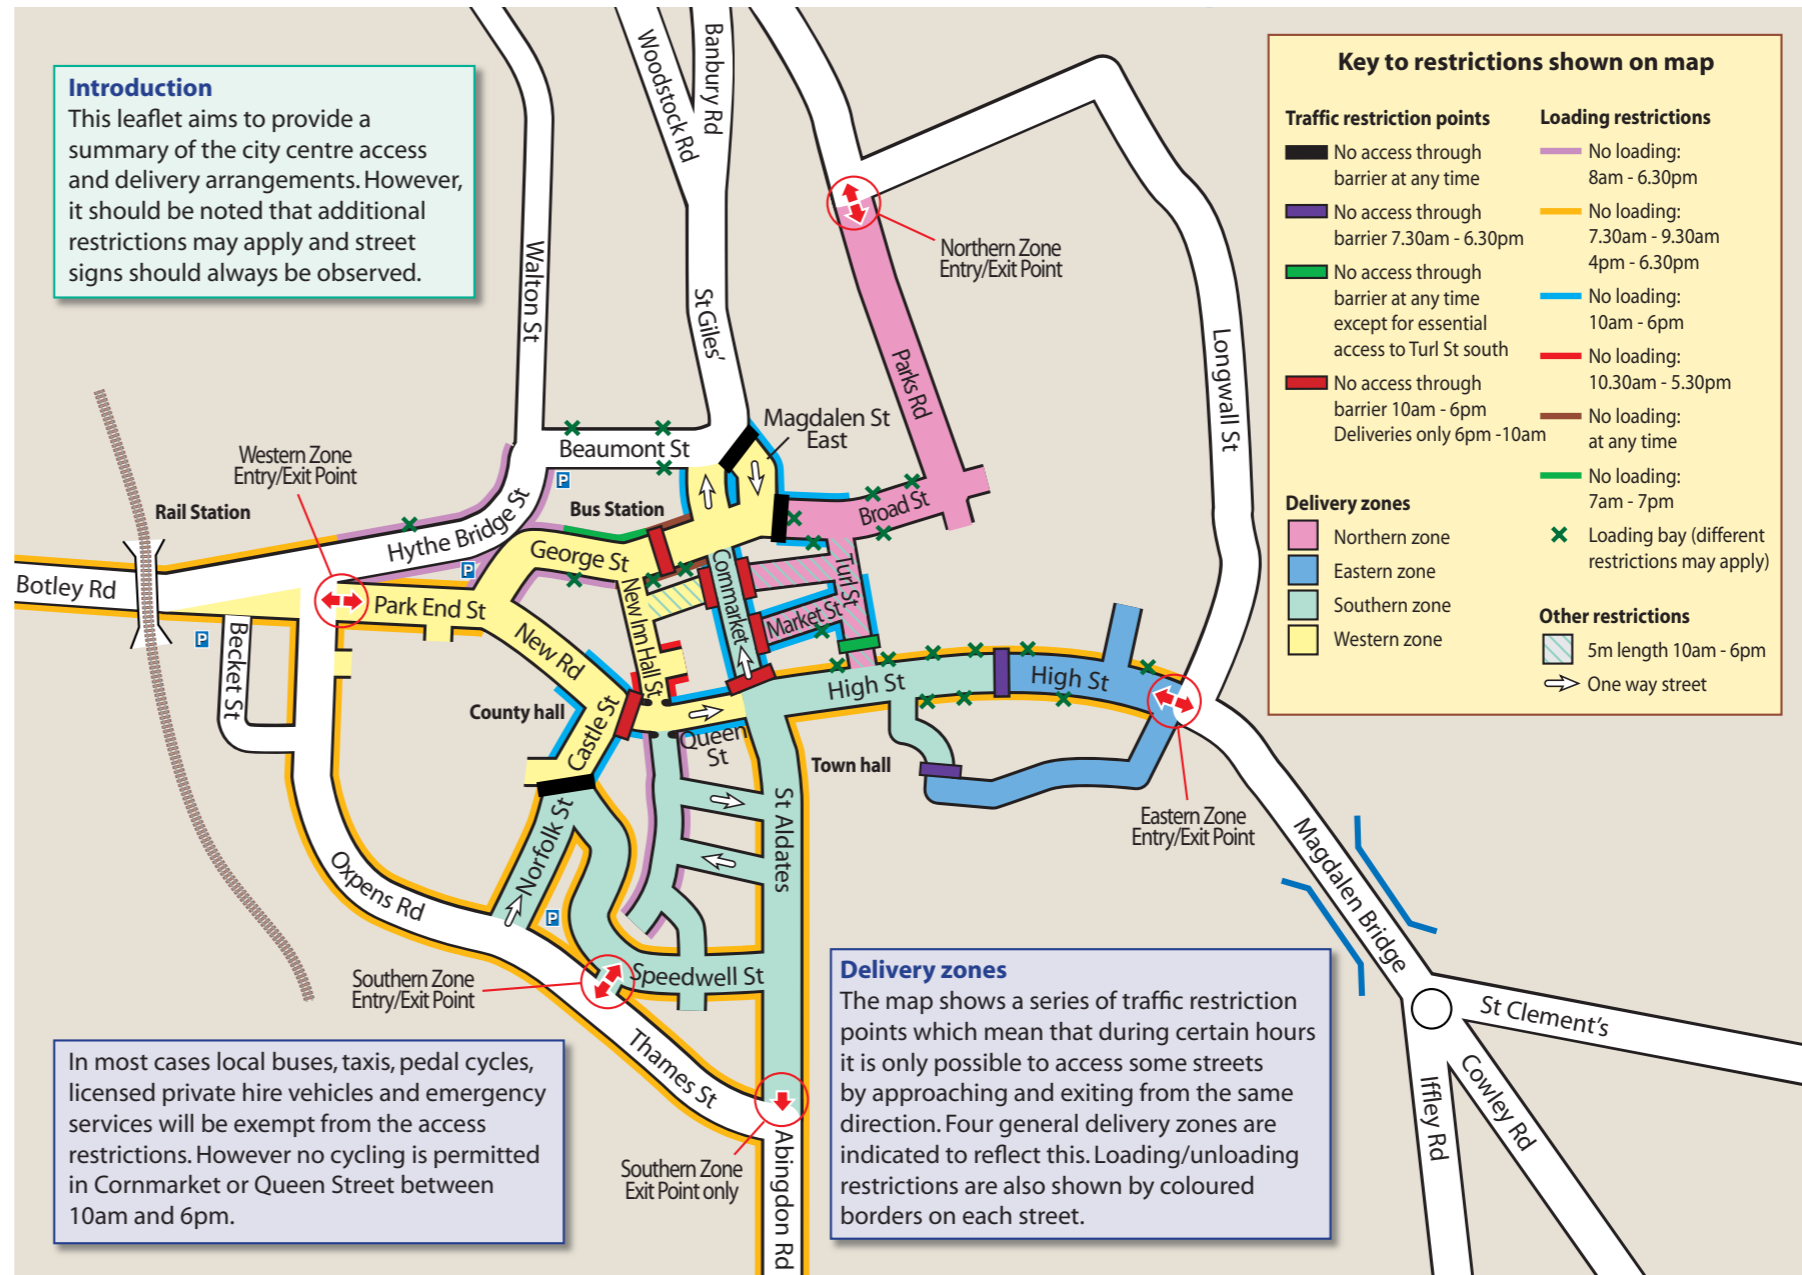 Introduction
This leaflet aims to provide a
summary of the city centre access
and delivery arrangements. However,
it should be noted that additional
restrictions may apply and street
signs should always be observed.
Woodstock Rd
Banbury Rd
Walton St
St Giles'
Northern Zone
Entry/Exit Point
Parks Rd
Longwall St
Magdalen St
East
Beaumont St
Western Zone
Entry/Exit Point
P
Rail Station
Bus Station
Hythe Bridge St
George St
Broad St
P
Botley Rd
Park End St
Cornmarket
Turl St
Market St
New Inn Hall St
P
Becket St
New Rd
High St
High St
County hall
Castle St
Queen
St
Town hall
St Aldates
Norfolk St
Eastern Zone
Entry/Exit Point
Oxpens Rd
P
Magdalen Bridge
Southern Zone
Entry/Exit Point
Speedwell St
Thames St
St Clement's
Cowley Rd
Iffley Rd
Southern Zone
Exit Point only
Abingdon Rd
In most cases local buses, taxis, pedal cycles,
licensed private hire vehicles and emergency
services will be exempt from the access
restrictions. However no cycling is permitted
in Cornmarket or Queen Street between
10am and 6pm.
Delivery zones
The map shows a series of traffic restriction
points which mean that during certain hours
it is only possible to access some streets
by approaching and exiting from the same
direction. Four general delivery zones are
indicated to reflect this. Loading/unloading
restrictions are also shown by coloured
borders on each street.
Key to restrictions shown on map
Traffic restriction points
No access through
barrier at any time
No access through
barrier 7.30am - 6.30pm
No access through
barrier at any time
except for essential
access to Turl St south
No access through
barrier 10am - 6pm
Deliveries only 6pm -10am
Delivery zones
Northern zone
Eastern zone
Southern zone
Western zone
Loading restrictions
No loading:
8am - 6.30pm
No loading:
7.30am - 9.30am
4pm - 6.30pm
No loading:
10am - 6pm
No loading:
10.30am - 5.30pm
No loading:
at any time
No loading:
7am - 7pm
Loading bay (different
restrictions may apply)
Other restrictions
5m length 10am - 6pm
One way street